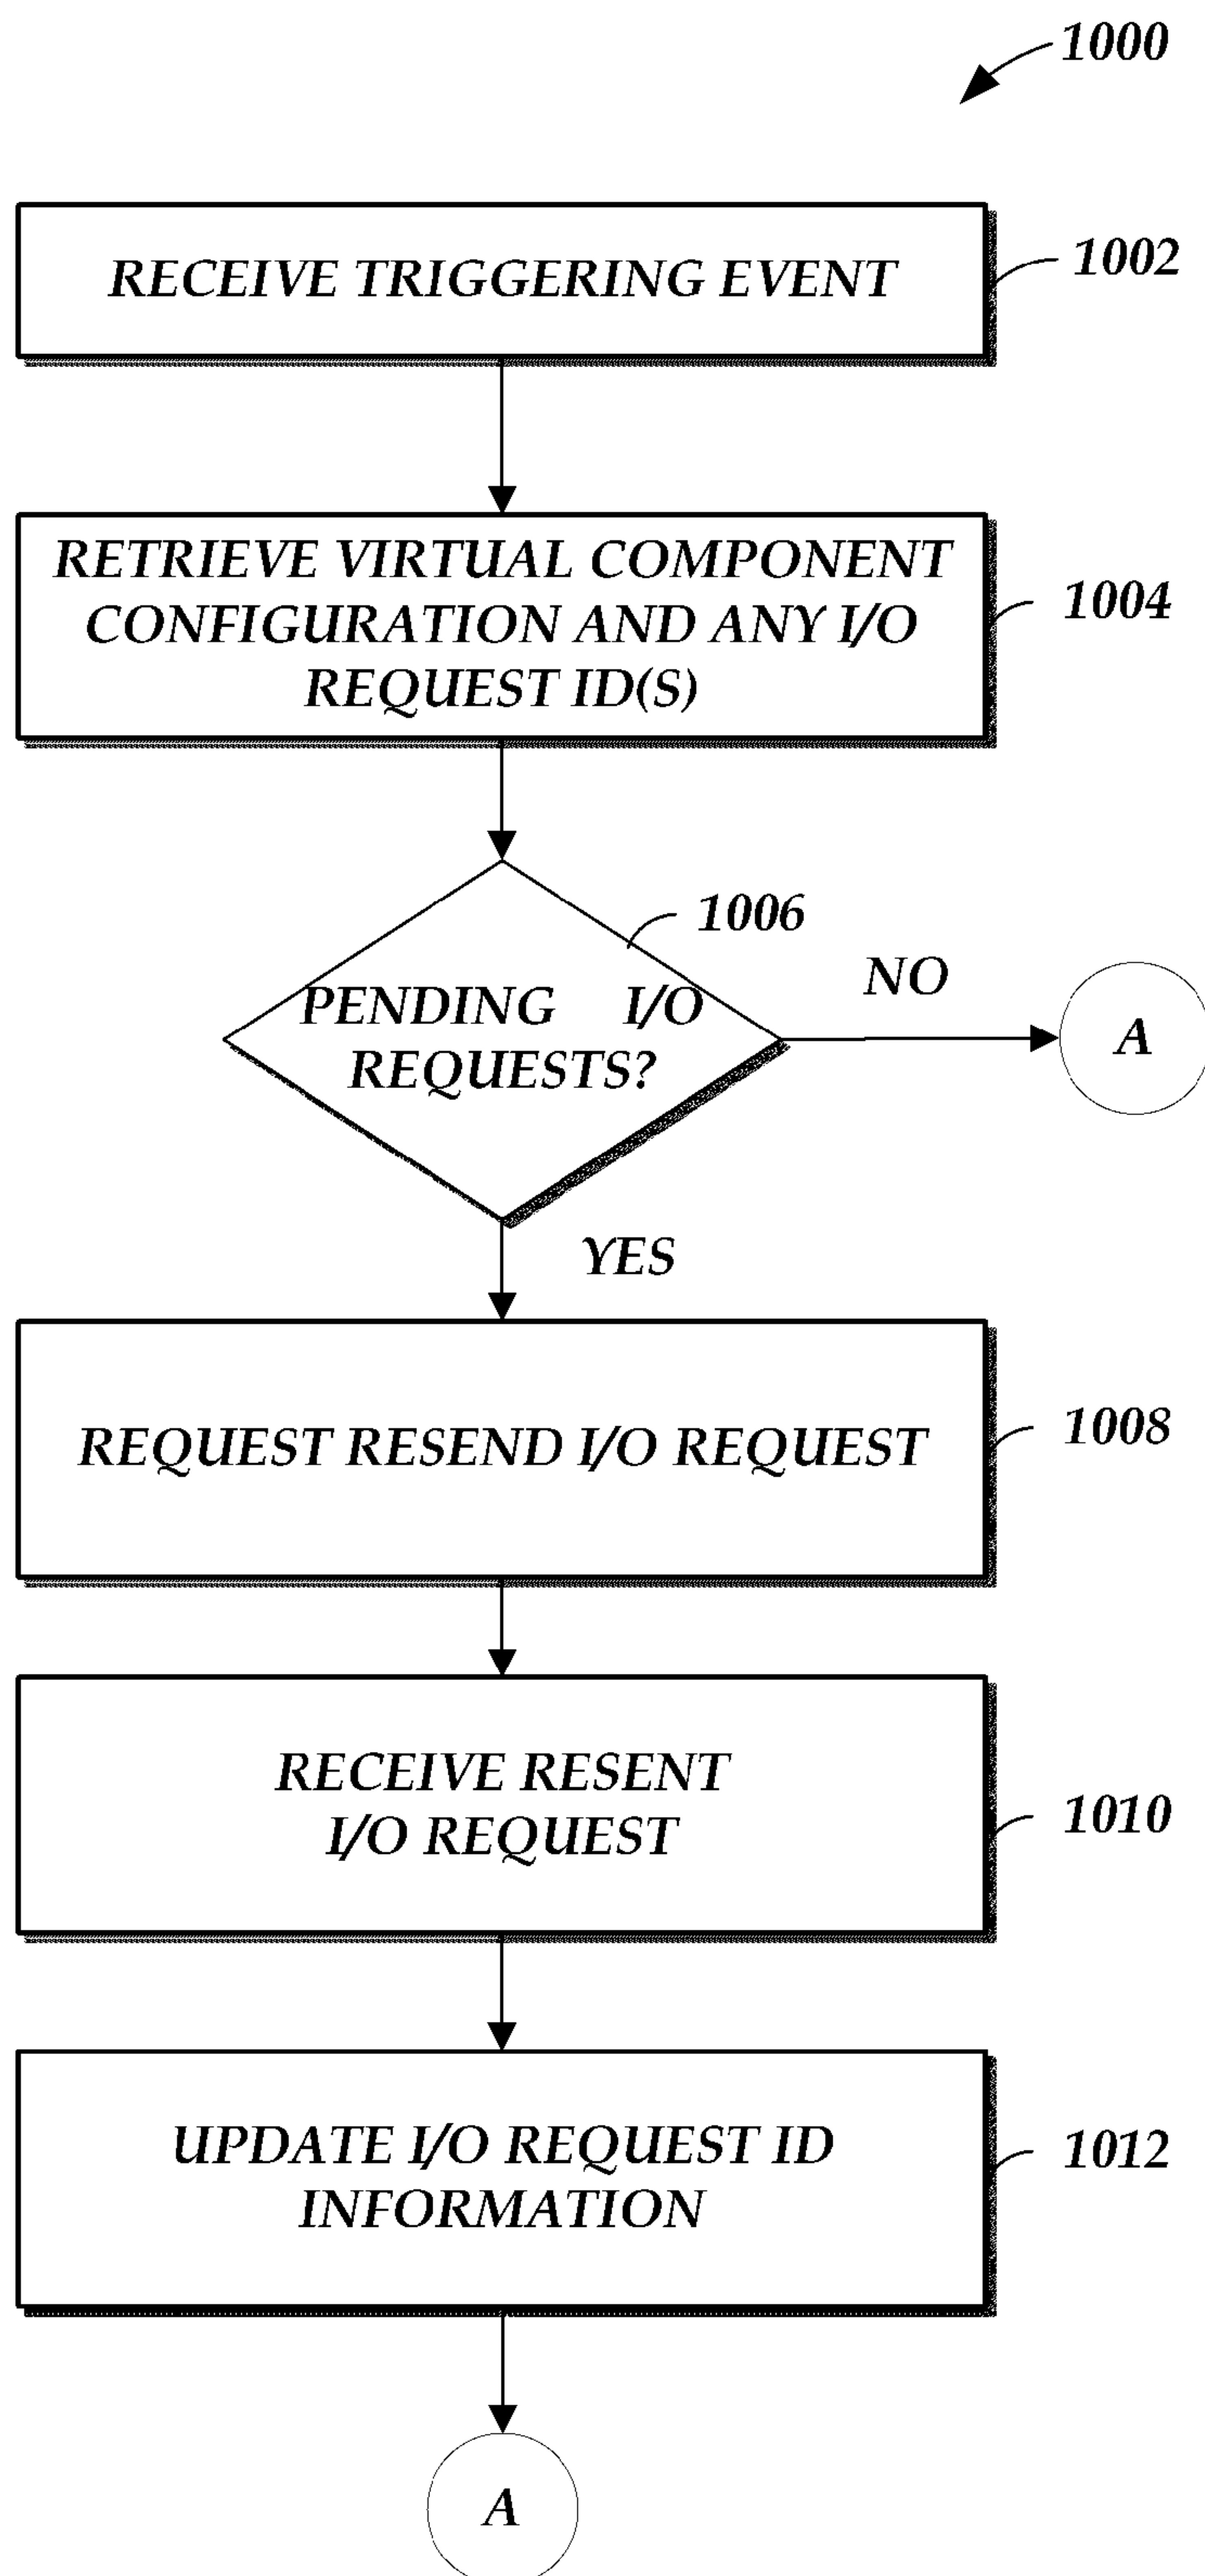 1000
RECEIVE TRIGGERING EVENT
1002
RETRIEVE VIRTUAL COMPONENT
CONFIGURATION AND ANY I/O
REQUEST ID(S)
1004
1006
PENDING I/O
REQUESTS?
NO
A
YES
REQUEST RESEND I/O REQUEST
1008
RECEIVE RESENT
I/O REQUEST
1010
UPDATE I/O REQUEST ID
INFORMATION
1012
A